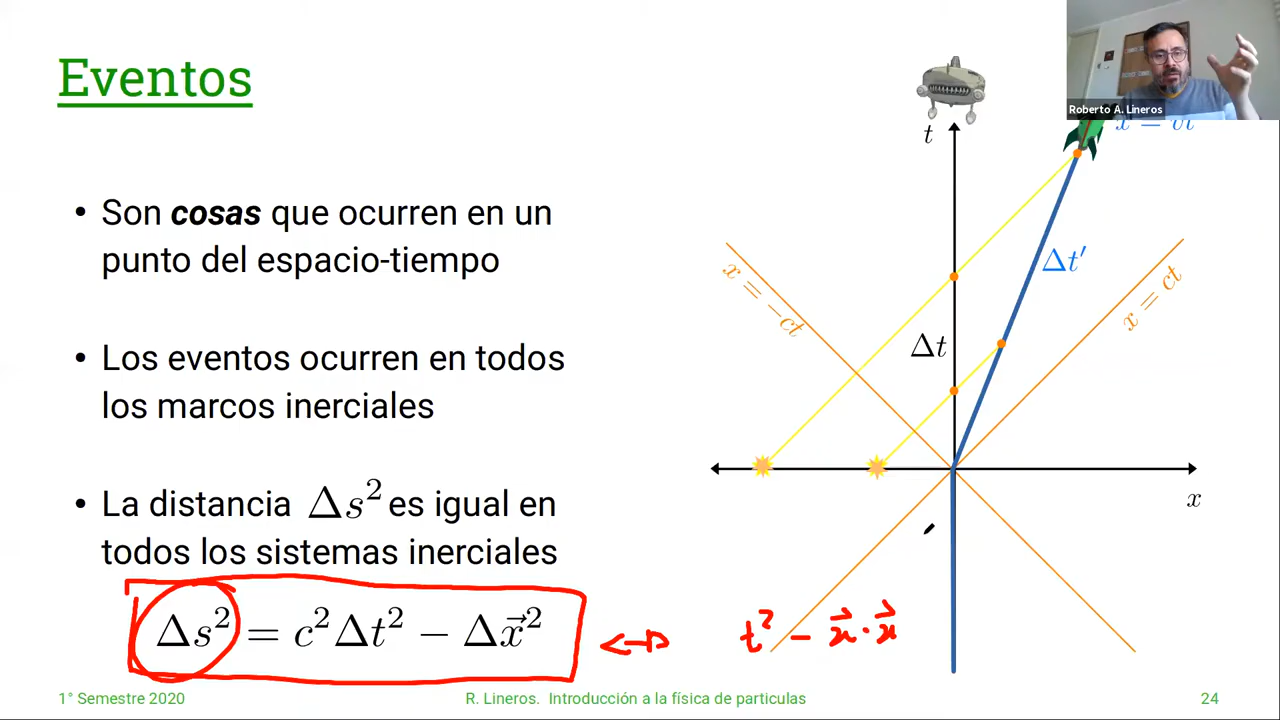 Eventos
Roberto A. Lineros
x = vt
t
• Son cosas que ocurren en un
punto del espacio-tiempo
• Los eventos ocurren en todos
los marcos inerciales
• La distancia Δs² es igual en
todos los sistemas inerciales
Δs² = c²Δt² − Δx⃗²
x = −ct
Δt
Δt′
x = ct
x
t² − x⃗ · x⃗
1° Semestre 2020
R. Lineros. Introducción a la física de particulas
24